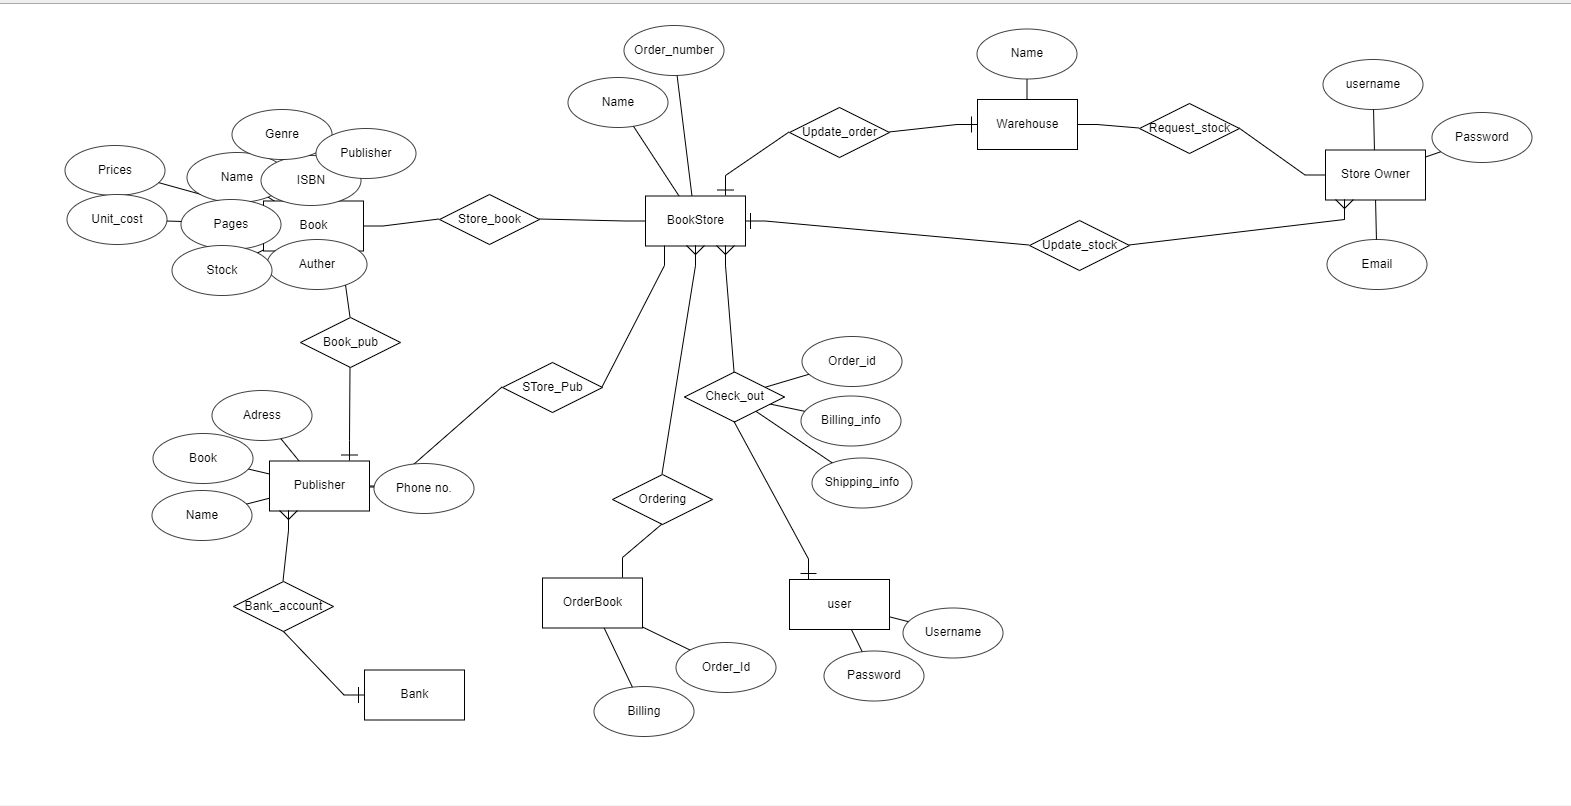 Order_number
Name
Name
username
Genre
Update_order
Warehouse
Request_stock
Password
Publisher
Prices
Name
ISBN
Store Owner
Unit_cost
Pages
Book
Store_book
BookStore
Update_stock
Stock
Auther
Email
Book_pub
Order_id
STore_Pub
Check_out
Adress
Billing_info
Book
Publisher
Phone no.
Shipping_info
Name
Ordering
Bank_account
OrderBook
user
Username
Order_Id
Password
Bank
Billing